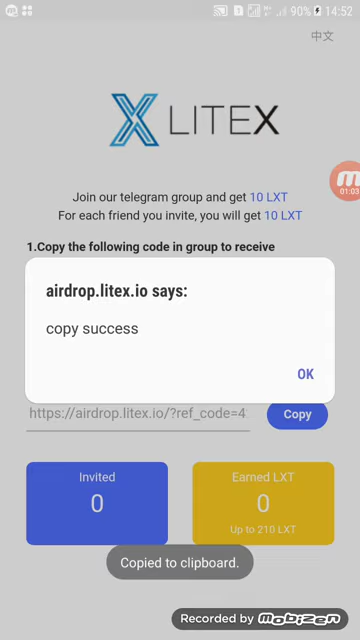 90% 14:52
中文
LITEX
Join our telegram group and get 10 LXT
For each friend you invite, you will get 10 LXT
01:03
1.Copy the following code in group to receive
airdrop.litex.io says:
copy success
OK
https://airdrop.litex.io/?ref_code=4
Copy
Invited
0
Earned LXT
0
Up to 210 LXT
Copied to clipboard.
Recorded by MOBIZEN